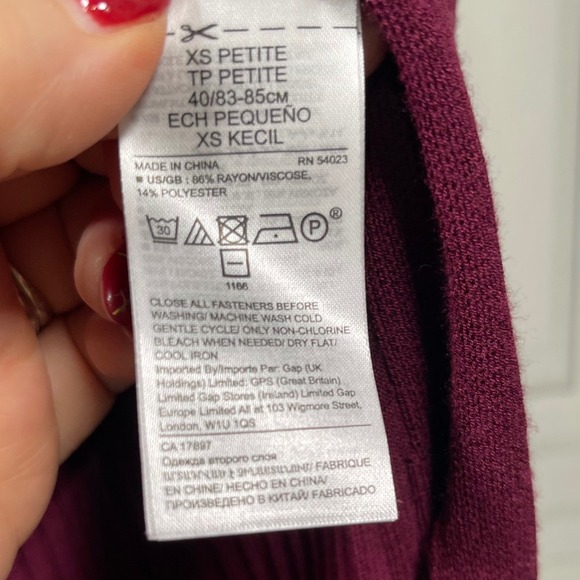 XS PETITE
TP PETITE
40/83-85CM
ECH PEQUEÑO
XS KECIL
MADE IN CHINA RN 54023
US/GB : 86% RAYON/VISCOSE,
14% POLYESTER
30 P ®
1166
CLOSE ALL FASTENERS BEFORE
WASHING/ MACHINE WASH COLD
GENTLE CYCLE/ ONLY NON-CHLORINE
BLEACH WHEN NEEDED/ DRY FLAT/
COOL IRON
Imported By/Importe Par: Gap (UK
Holdings) Limited: GPS (Great Britain)
Limited Gap Stores (Ireland) Limited Gap
Europe Limited All at 103 Wigmore Street,
London, W1U 1QS
CA 17897
Одежда второго слоя
FABRIQUE
EN CHINE/ HECHO EN CHINA/
ПРОИЗВЕДЕНО В КИТАЙ/ FABRICADO